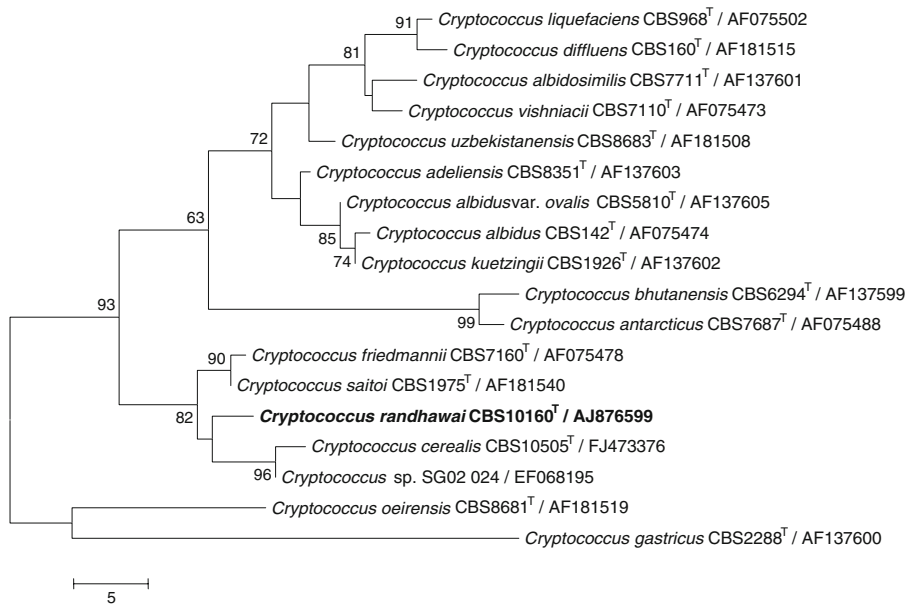 91
Cryptococcus liquefaciens CBS968T / AF075502
Cryptococcus diffluens CBS160T / AF181515
81
Cryptococcus albidosimilis CBS7711T / AF137601
Cryptococcus vishniacii CBS7110T / AF075473
72
Cryptococcus uzbekistanensis CBS8683T / AF181508
Cryptococcus adeliensis CBS8351T / AF137603
Cryptococcus albidusvar. ovalis CBS5810T / AF137605
63
85
Cryptococcus albidus CBS142T / AF075474
74
Cryptococcus kuetzingii CBS1926T / AF137602
93
Cryptococcus bhutanensis CBS6294T / AF137599
99
Cryptococcus antarcticus CBS7687T / AF075488
90
Cryptococcus friedmannii CBS7160T / AF075478
Cryptococcus saitoi CBS1975T / AF181540
82
Cryptococcus randhawai CBS10160T / AJ876599
Cryptococcus cerealis CBS10505T / FJ473376
96
Cryptococcus sp. SG02 024 / EF068195
Cryptococcus oeirensis CBS8681T / AF181519
Cryptococcus gastricus CBS2288T / AF137600
5